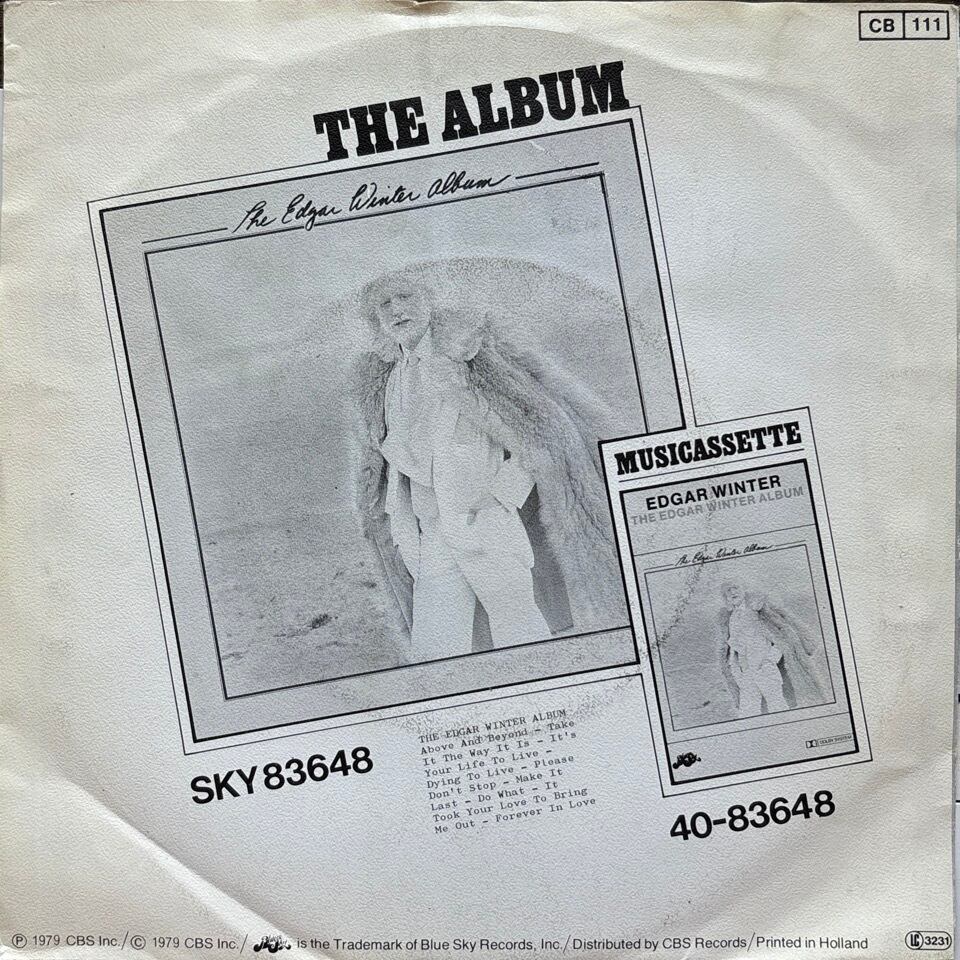 CB 111
THE ALBUM
The Edgar Winter Album
MUSICASSETTE
EDGAR WINTER
THE EDGAR WINTER ALBUM
The Edgar Winter Album
DOLBY SYSTEM
SKY 83648
THE EDGAR WINTER ALBUM
Above And Beyond - Take
It The Way It Is - It's
Your Life To Live -
Dying To Live - Please
Don't Stop - Make It
Last - Do What - It
Took Your Love To Bring
Me Out - Forever In Love
40-83648
Ⓟ 1979 CBS Inc./© 1979 CBS Inc./ is the Trademark of Blue Sky Records, Inc./Distributed by CBS Records/Printed in Holland
LC 3231